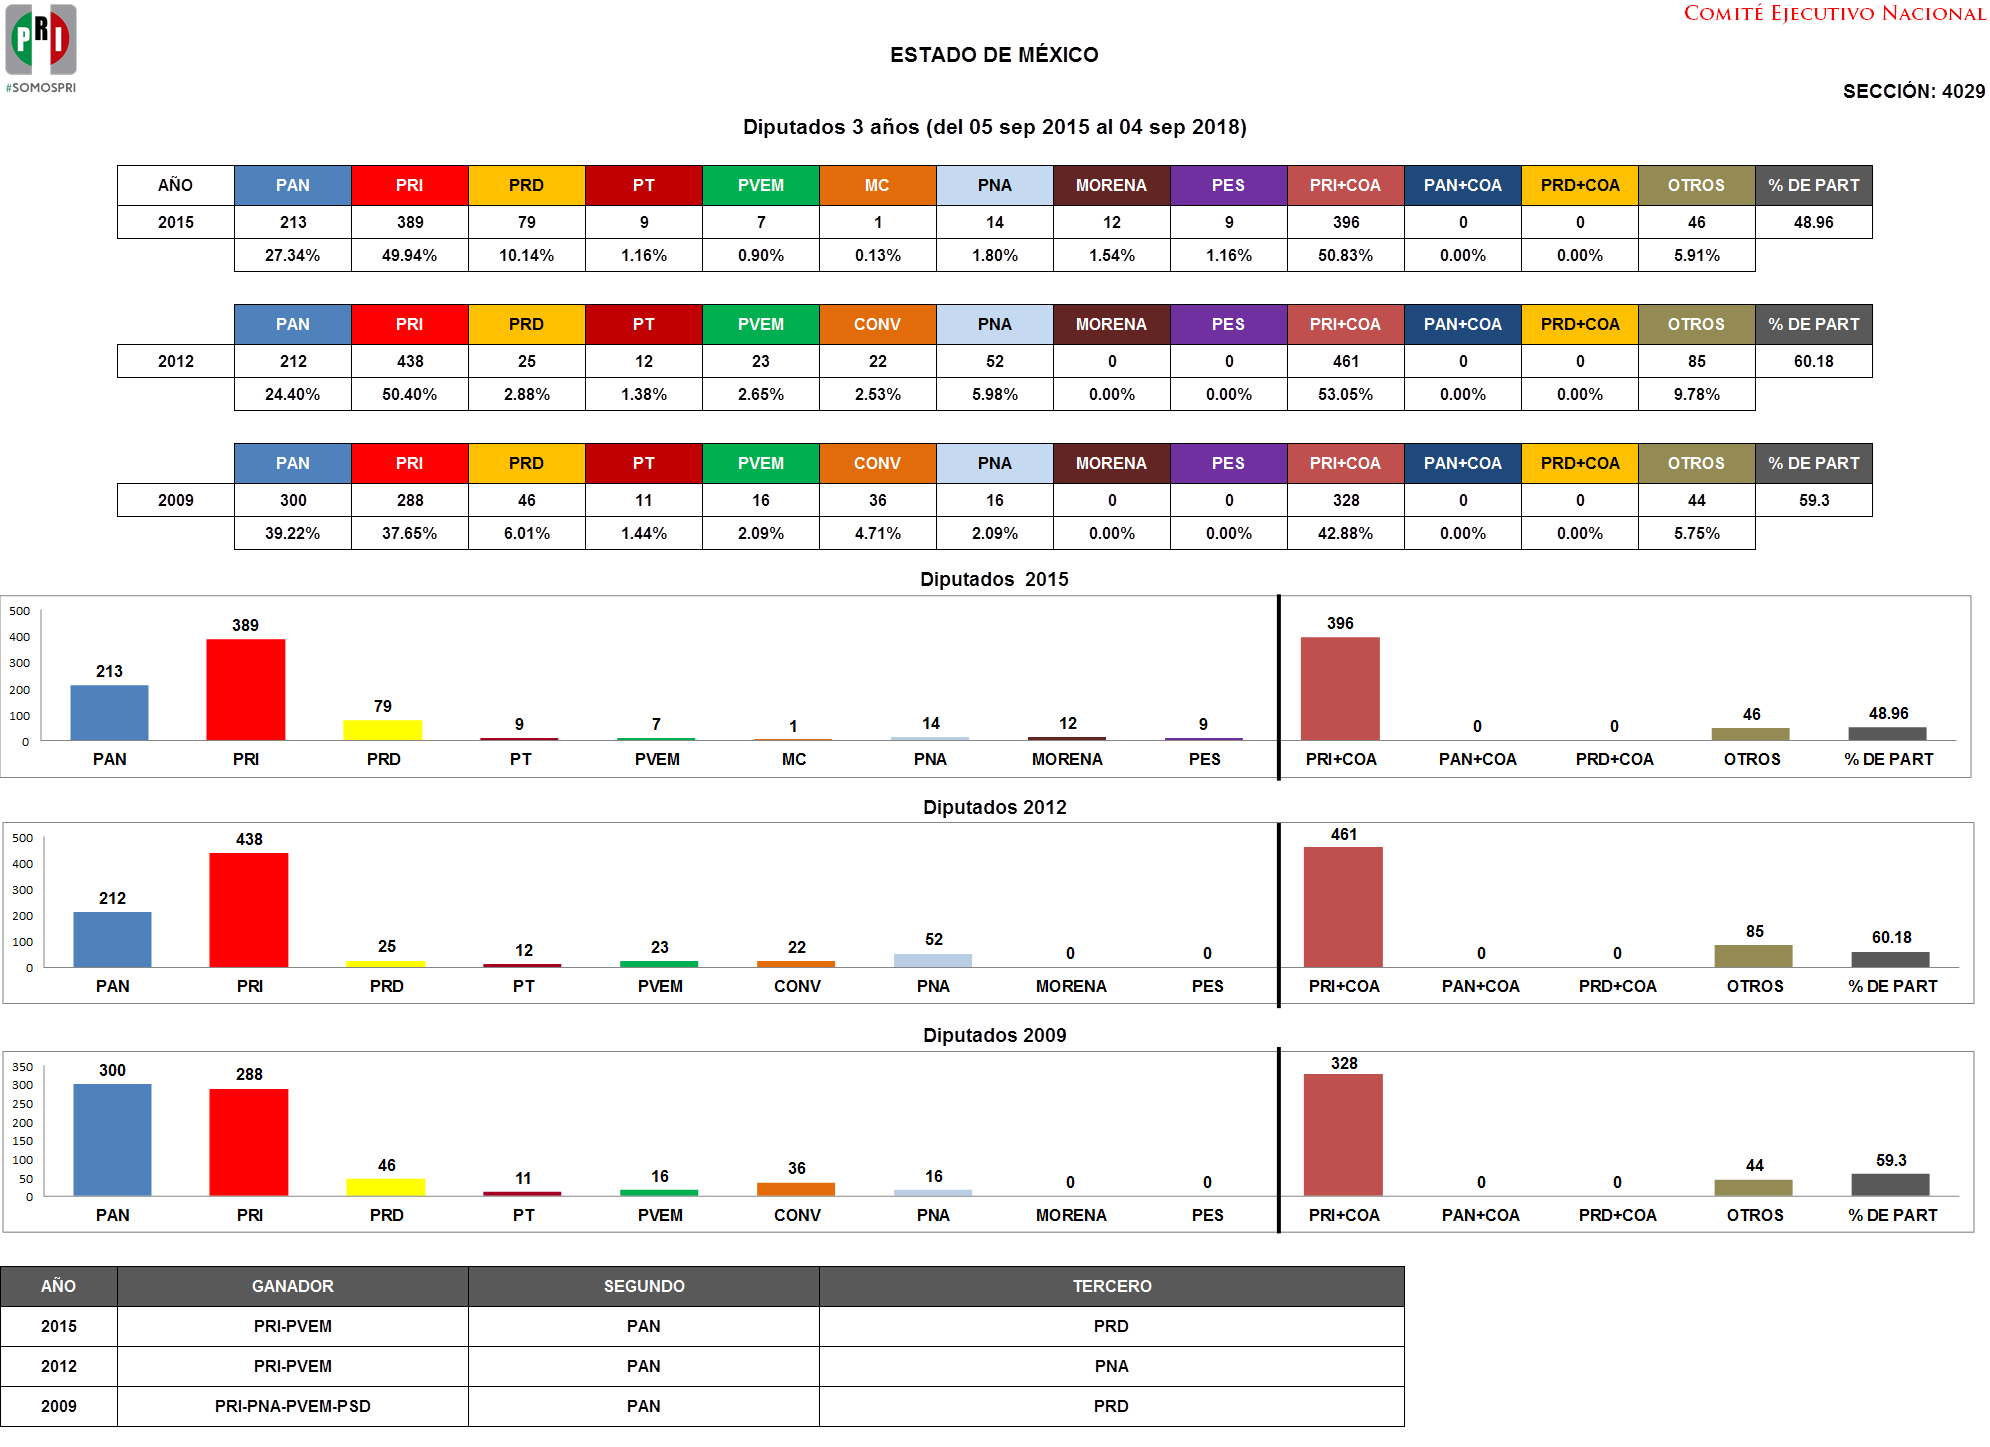 PRI
#SOMOSPRI
COMITÉ EJECUTIVO NACIONAL
ESTADO DE MÉXICO
SECCIÓN: 4029
Diputados 3 años (del 05 sep 2015 al 04 sep 2018)
AÑO PAN PRI PRD PT PVEM MC PNA MORENA PES PRI+COA PAN+COA PRD+COA OTROS % DE PART
2015 213 389 79 9 7 1 14 12 9 396 0 0 46 48.96
27.34% 49.94% 10.14% 1.16% 0.90% 0.13% 1.80% 1.54% 1.16% 50.83% 0.00% 0.00% 5.91%
PAN PRI PRD PT PVEM CONV PNA MORENA PES PRI+COA PAN+COA PRD+COA OTROS % DE PART
2012 212 438 25 12 23 22 52 0 0 461 0 0 85 60.18
24.40% 50.40% 2.88% 1.38% 2.65% 2.53% 5.98% 0.00% 0.00% 53.05% 0.00% 0.00% 9.78%
PAN PRI PRD PT PVEM CONV PNA MORENA PES PRI+COA PAN+COA PRD+COA OTROS % DE PART
2009 300 288 46 11 16 36 16 0 0 328 0 0 44 59.3
39.22% 37.65% 6.01% 1.44% 2.09% 4.71% 2.09% 0.00% 0.00% 42.88% 0.00% 0.00% 5.75%
Diputados 2015
500
400
300
200
100
0
213 389 79 9 7 1 14 12 9 396 0 0 46 48.96
PAN PRI PRD PT PVEM MC PNA MORENA PES PRI+COA PAN+COA PRD+COA OTROS % DE PART
Diputados 2012
500
400
300
200
100
0
212 438 25 12 23 22 52 0 0 461 0 0 85 60.18
PAN PRI PRD PT PVEM CONV PNA MORENA PES PRI+COA PAN+COA PRD+COA OTROS % DE PART
Diputados 2009
350
300
250
200
150
100
50
0
300 288 46 11 16 36 16 0 0 328 0 0 44 59.3
PAN PRI PRD PT PVEM CONV PNA MORENA PES PRI+COA PAN+COA PRD+COA OTROS % DE PART
AÑO GANADOR SEGUNDO TERCERO
2015 PRI-PVEM PAN PRD
2012 PRI-PVEM PAN PNA
2009 PRI-PNA-PVEM-PSD PAN PRD